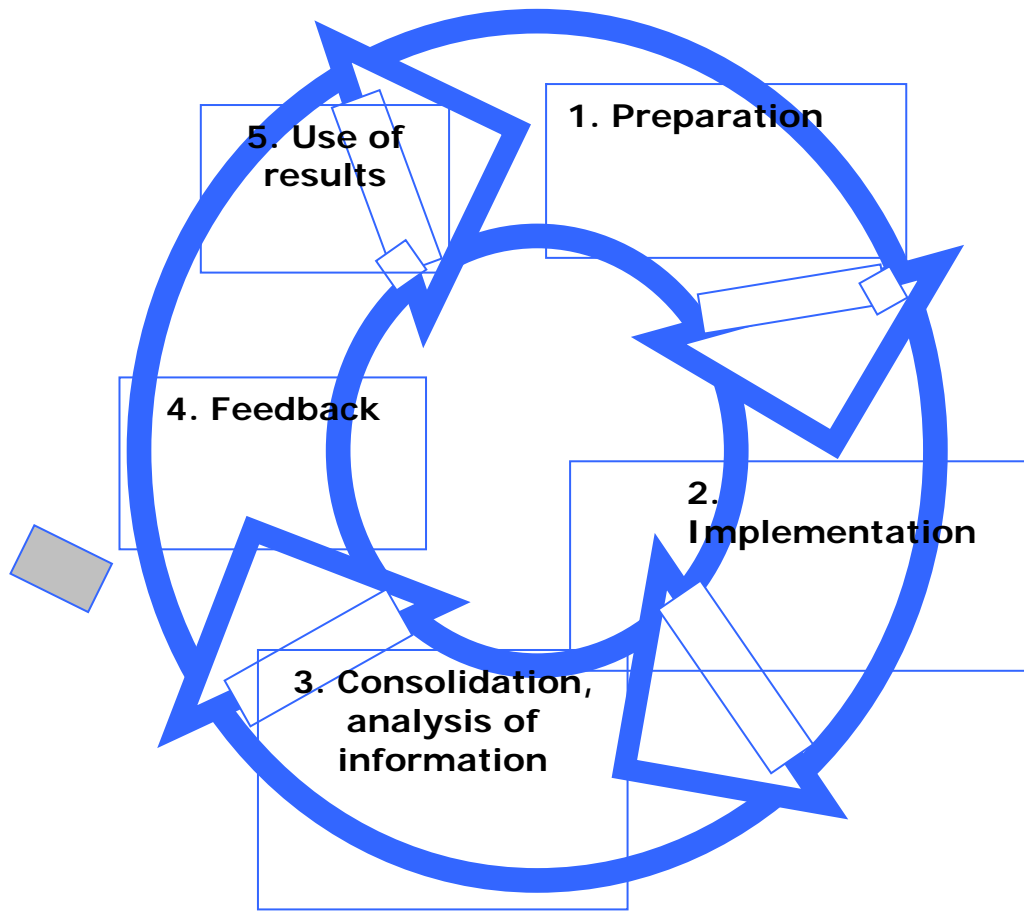 1. Preparation
2.
Implementation
3. Consolidation,
analysis of
information
4. Feedback
5. Use of
results